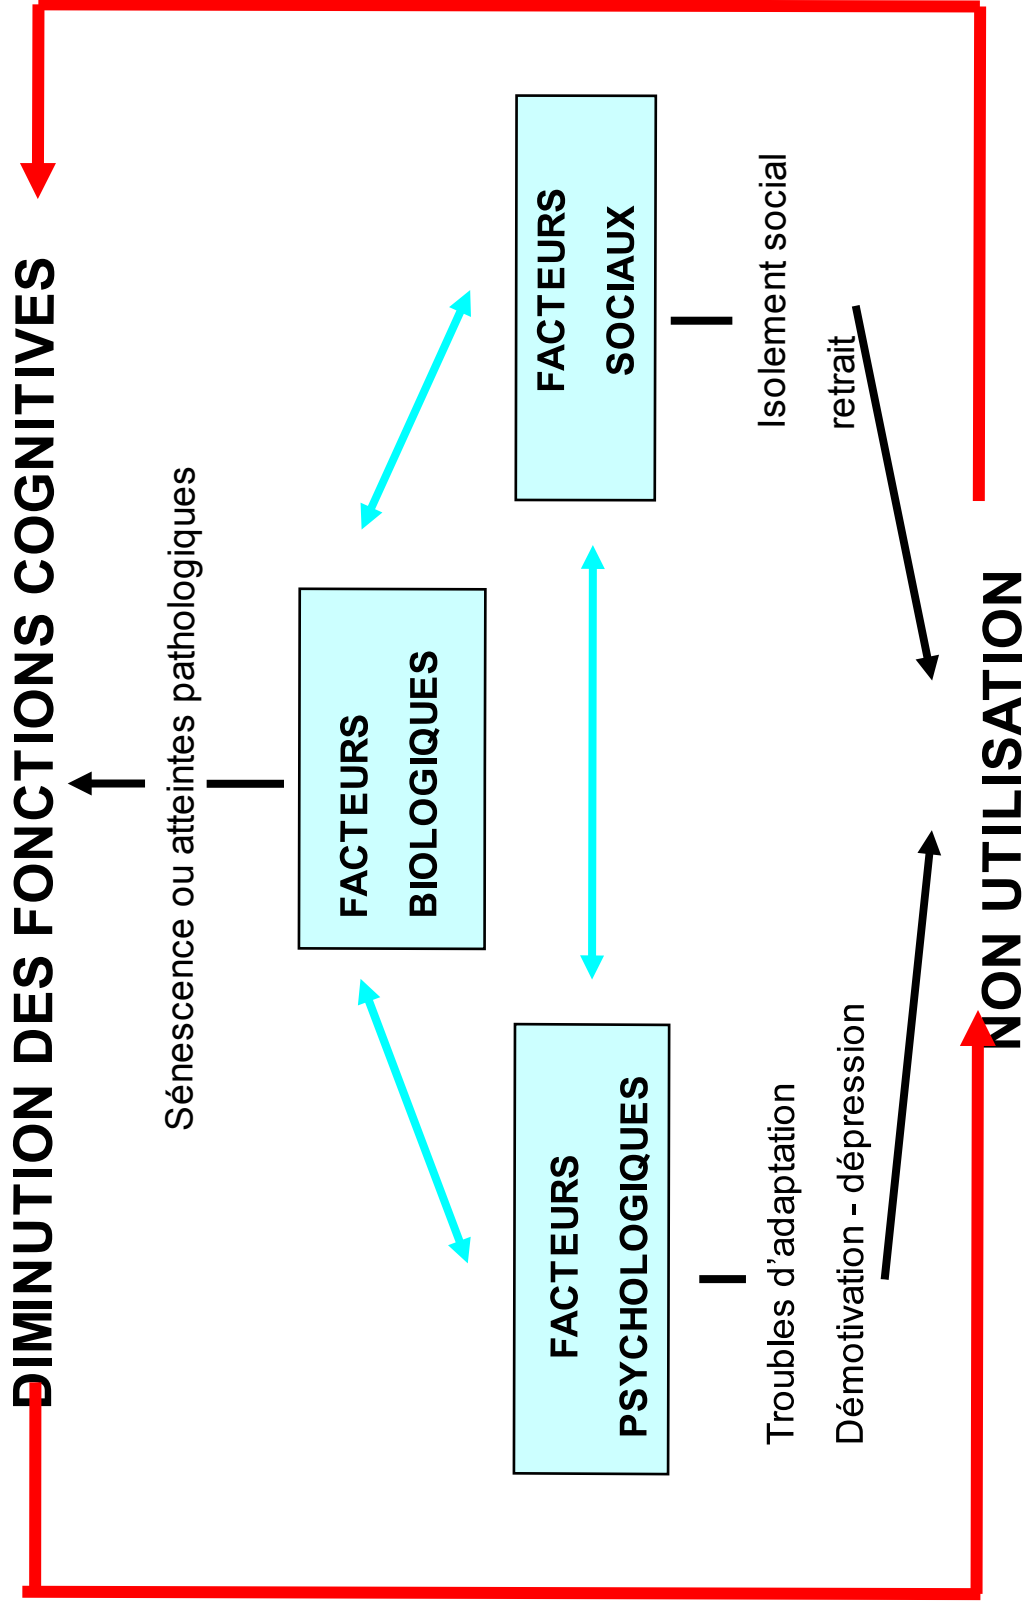 DIMINUTION DES FONCTIONS COGNITIVES
Sénescence ou atteintes pathologiques
FACTEURS
BIOLOGIQUES
FACTEURS
PSYCHOLOGIQUES
Troubles d’adaptation
Démotivation - dépression
FACTEURS
SOCIAUX
Isolement social
retrait
NON UTILISATION